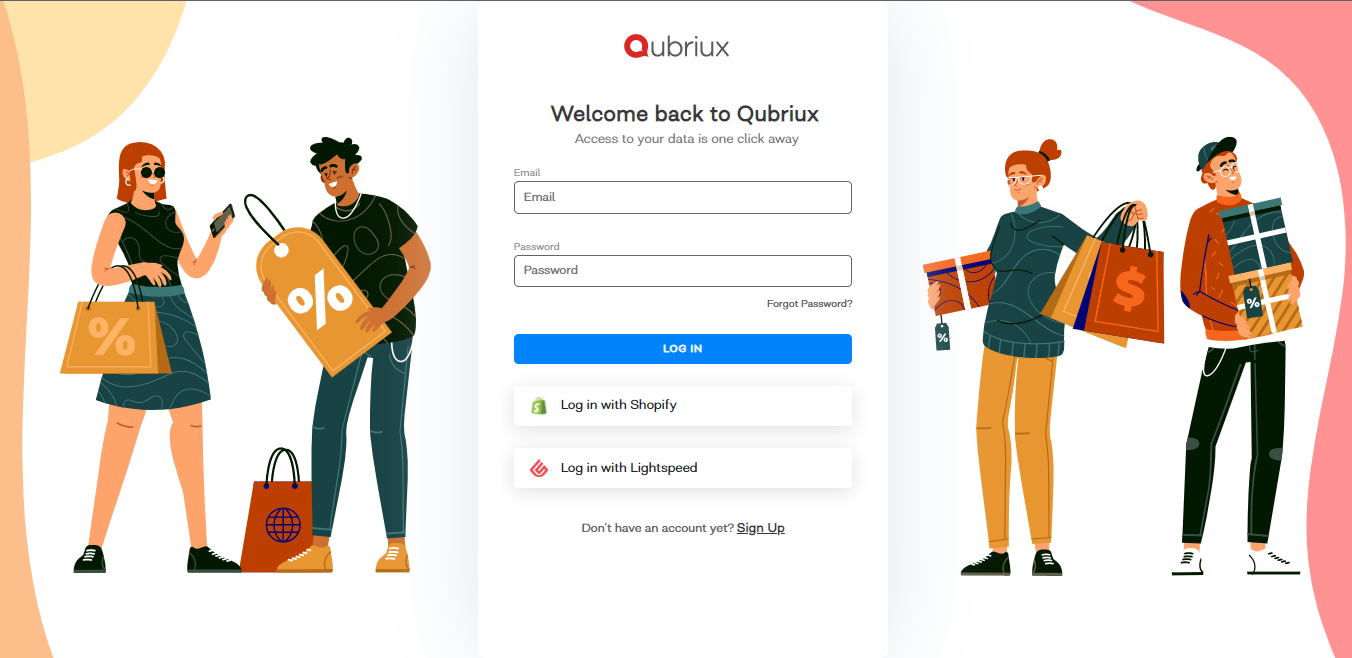 Qubriux
Welcome back to Qubriux
Access to your data is one click away
Email
Email
Password
Password
Forgot Password?
LOG IN
Log in with Shopify
Log in with Lightspeed
Don't have an account yet? Sign Up
%
%
$
%
%